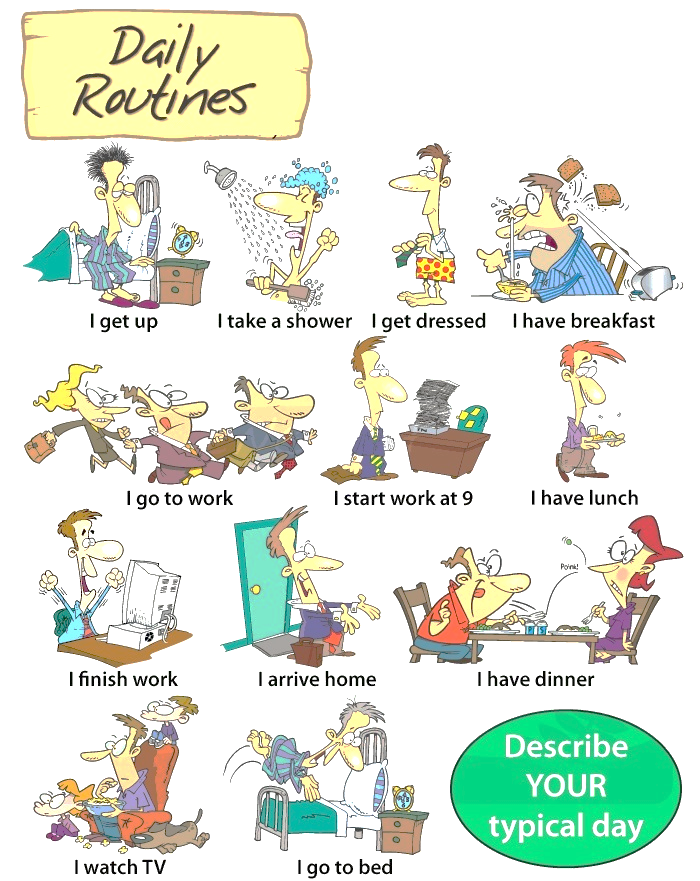 Daily
Routines
I get up
I take a shower
I get dressed
I have breakfast
I go to work
I start work at 9
I have lunch
I finish work
I arrive home
Poink!
I have dinner
I watch TV
I go to bed
Describe
YOUR
typical day